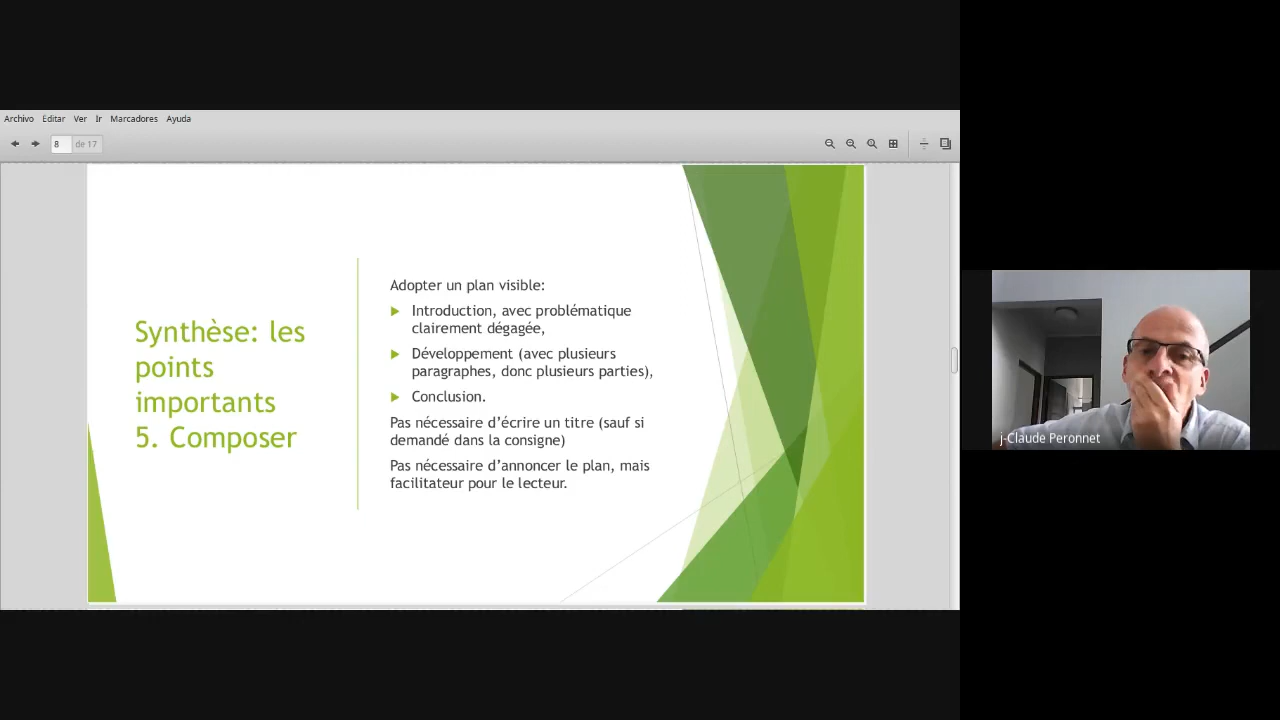 Archivo Editar Ver Ir Marcadores Ayuda
8 de 17
Synthèse: les
points
importants
5. Composer
Adopter un plan visible:
Introduction, avec problématique
clairement dégagée,
Développement (avec plusieurs
paragraphes, donc plusieurs parties),
Conclusion.
Pas nécessaire d’écrire un titre (sauf si
demandé dans la consigne)
Pas nécessaire d’annoncer le plan, mais
facilitateur pour le lecteur.
j-Claude Peronnet